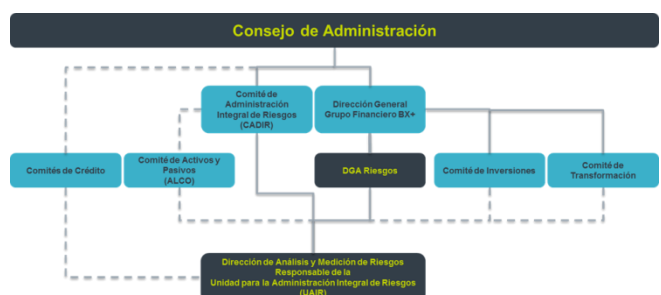 Consejo de Administración
Comité de
Administración
Integral de Riesgos
(CADIR)
Dirección General
Grupo Financiero BX+
Comités de Crédito
Comité de Activos y
Pasivos
(ALCO)
DGA Riesgos
Comité de Inversiones
Comité de
Transformación
Dirección de Análisis y Medición de Riesgos
Responsable de la
Unidad para la Administración Integral de Riesgos
(UAIR)